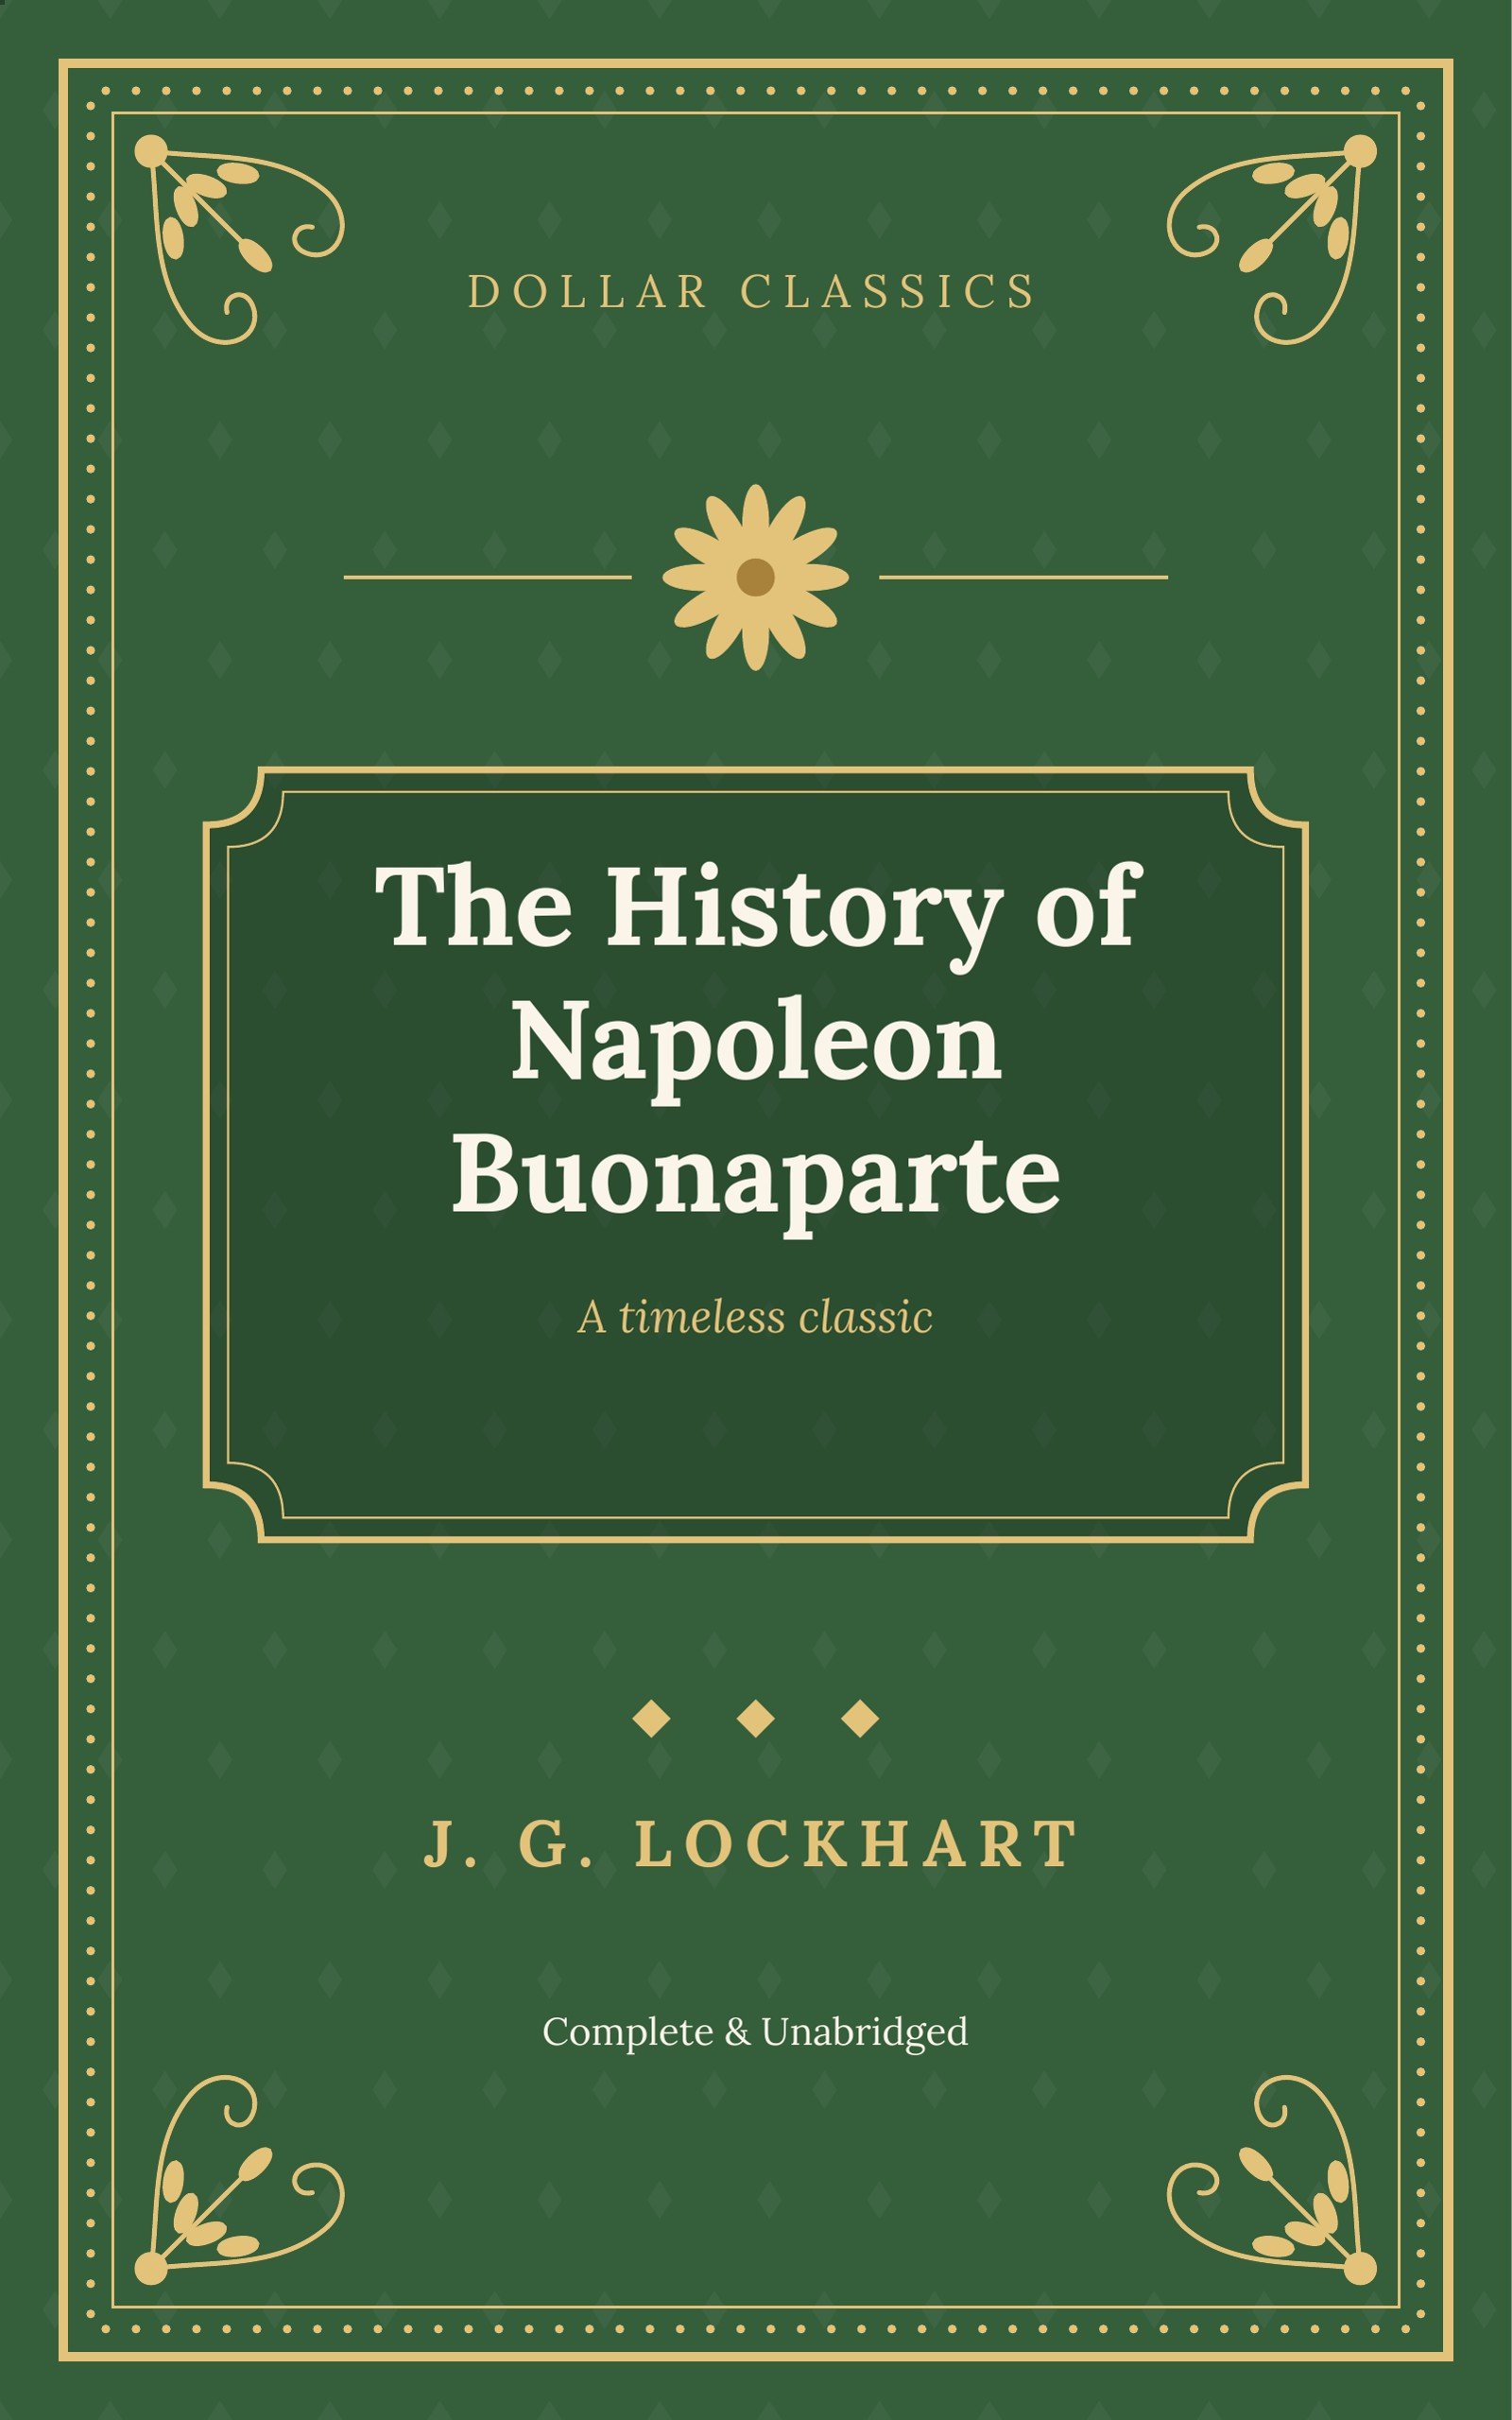 DOLLAR CLASSICS
The History of
Napoleon
Buonaparte
A timeless classic
J. G. LOCKHART
Complete & Unabridged